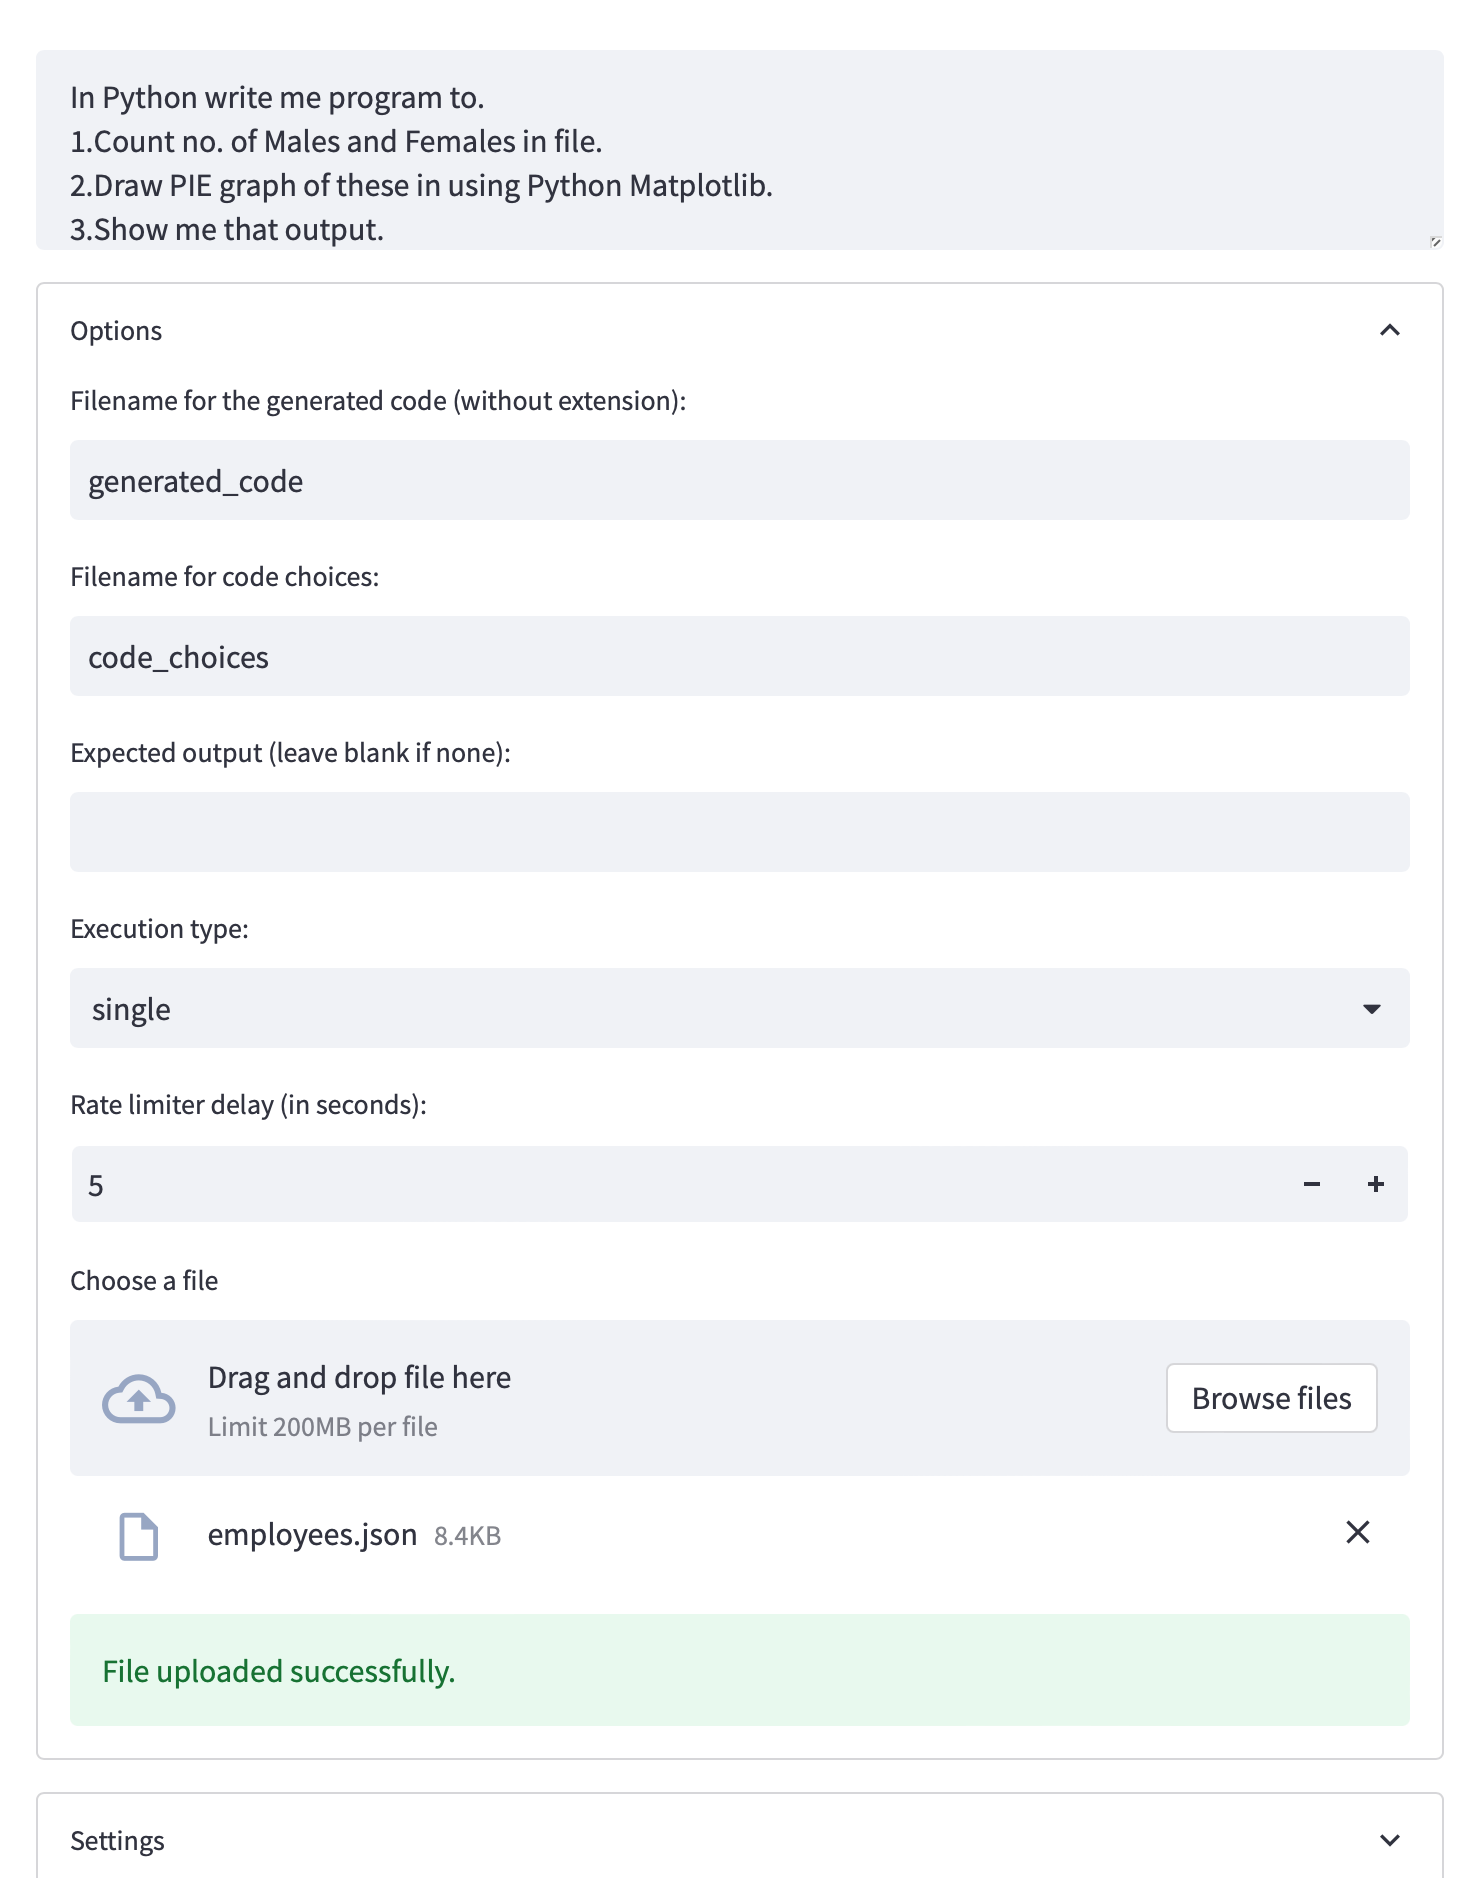 In Python write me program to.
1.Count no. of Males and Females in file.
2.Draw PIE graph of these in using Python Matplotlib.
3.Show me that output.
Options
Filename for the generated code (without extension):
generated_code
Filename for code choices:
code_choices
Expected output (leave blank if none):
Execution type:
single
Rate limiter delay (in seconds):
5
Choose a file
Drag and drop file here
Limit 200MB per file
Browse files
employees.json 8.4KB
File uploaded successfully.
Settings